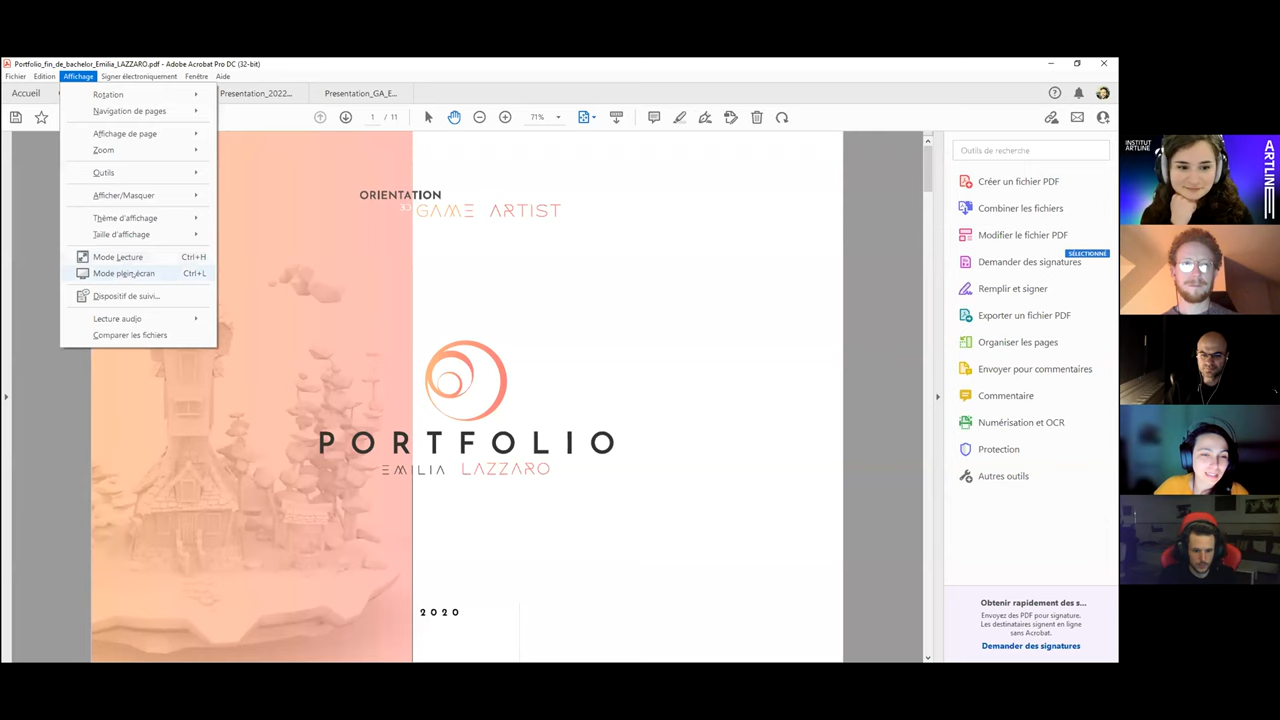 Portfolio_fin_de_bachelor_Emilia_LAZZARO.pdf - Adobe Acrobat Pro DC (32-bit)
Fichier Edition Affichage Signer électroniquement Fenêtre Aide
Accueil Presentation_2022... Presentation_GA_E...
1 / 11 71%
Rotation
Navigation de pages
Affichage de page
Zoom
Outils
Afficher/Masquer
Thème d'affichage
Taille d'affichage
Mode Lecture Ctrl+H
Mode plein écran Ctrl+L
Dispositif de suivi...
Lecture audio
Comparer les fichiers
ORIENTATION
3D GAME ARTIST
PORTFOLIO
EMILIA LAZZARO
2020
Outils de recherche
Créer un fichier PDF
Combiner les fichiers
Modifier le fichier PDF
SÉLECTIONNÉ
Demander des signatures
Remplir et signer
Exporter un fichier PDF
Organiser les pages
Envoyer pour commentaires
Commentaire
Numérisation et OCR
Protection
Autres outils
Obtenir rapidement des s...
Envoyez des PDF pour signature.
Les destinataires signent en ligne
sans Acrobat.
Demander des signatures
INSTITUT
ARTLINE
ARTLINE